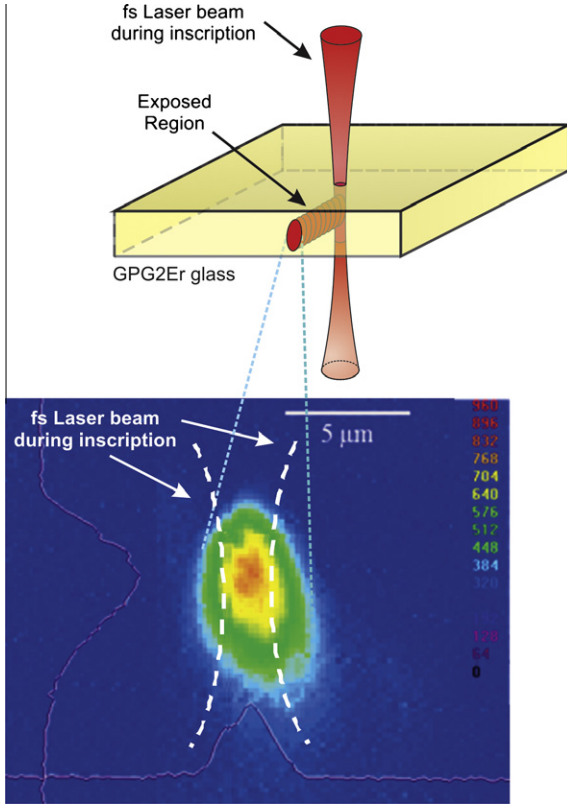 fs Laser beam
during inscription
Exposed
Region
GPG2Er glass
fs Laser beam
during inscription
5 μm
960
896
832
768
704
640
576
512
448
384
320
128
64
0